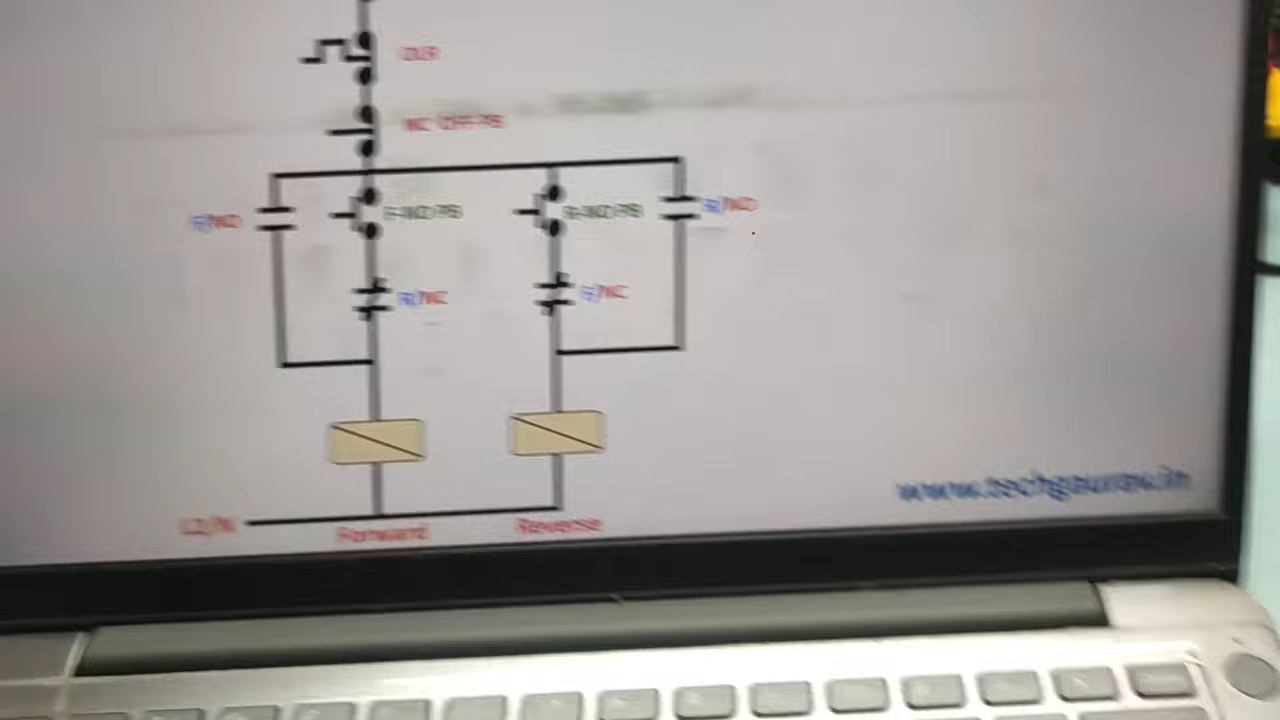 OLR
NC OFF PB
F/NO
F-NO PB
R-NO PB
R/NO
R/NC
F/NC
www.techgaurav.in
L2/N
Forward
Reverse